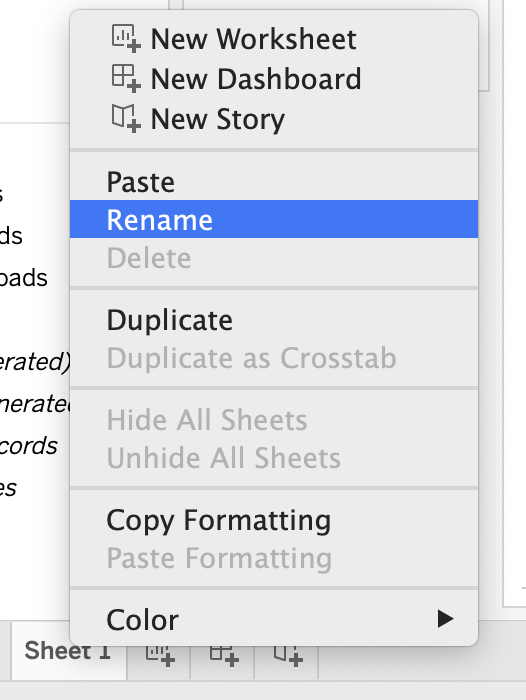 New Worksheet
New Dashboard
New Story
Paste
Rename
Delete
Duplicate
Duplicate as Crosstab
Hide All Sheets
Unhide All Sheets
Copy Formatting
Paste Formatting
Color
Sheet 1